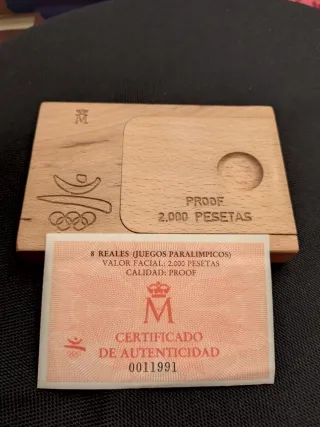 M
PROOF
2.000 PESETAS
8 REALES (JUEGOS PARALIMPICOS)
VALOR FACIAL: 2.000 PESETAS
CALIDAD: PROOF
M
CERTIFICADO
DE AUTENTICIDAD
0011991